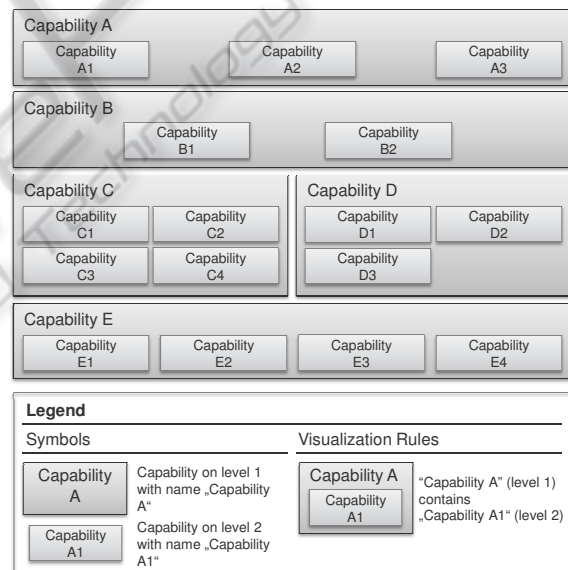 Capability A
Capability
A1
Capability
A2
Capability
A3
Capability B
Capability
B1
Capability
B2
Capability C
Capability
C1
Capability
C2
Capability
C3
Capability
C4
Capability D
Capability
D1
Capability
D2
Capability
D3
Capability E
Capability
E1
Capability
E2
Capability
E3
Capability
E4
Legend
Symbols
Capability
A
Capability on level 1
with name „Capability
A“
Capability
A1
Capability on level 2
with name „Capability
A1“
Visualization Rules
Capability A
Capability
A1
“Capability A” (level 1)
contains
„Capability A1“ (level 2)
Technology